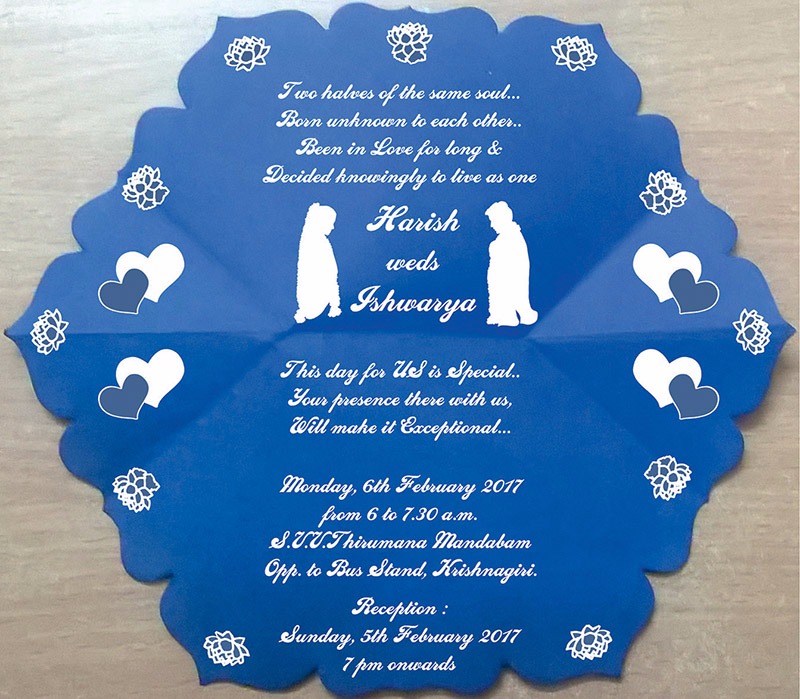 Two halves of the same soul...
Born unknown to each other..
Been in Love for long &
Decided knowingly to live as one
Harish
weds
Ishwarya
This day for US is Special..
Your presence there with us,
Will make it Exceptional...
Monday, 6th February 2017
from 6 to 7.30 a.m.
S.V.V.Thirumana Mandabam
Opp. to Bus Stand, Krishnagiri.
Reception :
Sunday, 5th February 2017
7 pm onwards